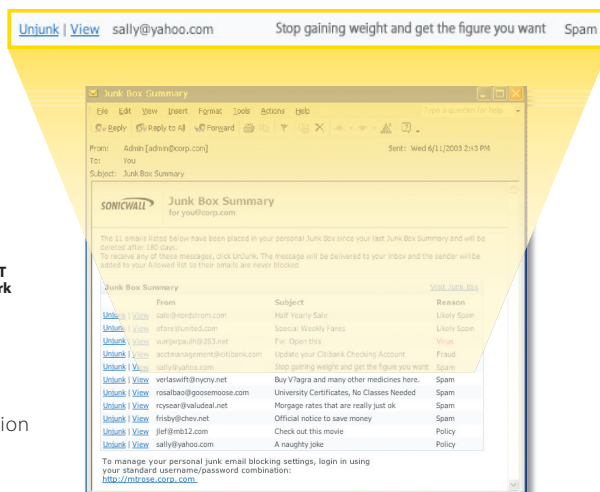 Unjunk | View sally@yahoo.com Stop gaining weight and get the figure you want Spam
Junk Box Summary
File Edit View Insert Format Tools Actions Help Type a question for help
Reply Reply to All Forward
From: Admin [admin@corp.com] Sent: Wed 6/11/2003 2:43 PM
To: You
Subject: Junk Box Summary
SONICWALL
Junk Box Summary
for you@corp.com
The 11 emails listed below have been placed in your personal Junk Box since your last Junk Box Summary and will be
deleted after 180 days.
To receive any of these messages, click UnJunk. The message will be delivered to your inbox and the sender will be
added to your Allowed list so their emails are never blocked
Junk Box Summary Visit Junk Box
From Subject Reason
Unjunk | View sale@nordstrom.com Half Yearly Sale Likely Spam
Unjunk | View efare@united.com Special Weekly Fares Likely Spam
Unjunk | View Fw: Open this Virus
Unjunk | View acctmanagement@citibank.com Update your Citibank Checking Account Fraud
Unjunk | View sally@yahoo.com Stop gaining weight and get the figure you want Spam
Unjunk | View verlaswift@nycny.net Buy V?agra and many other medicines here. Spam
Unjunk | View rosalbao@goosemoose.com University Certificates, No Classes Needed Spam
Unjunk | View rcysear@valudeal.net Morgage rates that are really just ok Spam
Unjunk | View frisby@chev.net Official notice to save money Spam
Unjunk | View jlef@mb12.com Check out this movie Policy
Unjunk | View sally@yahoo.com A naughty joke Policy
To manage your personal junk email blocking settings, login in using
your standard username/password combination:
http://mtrose.corp.com
T
rk
ion